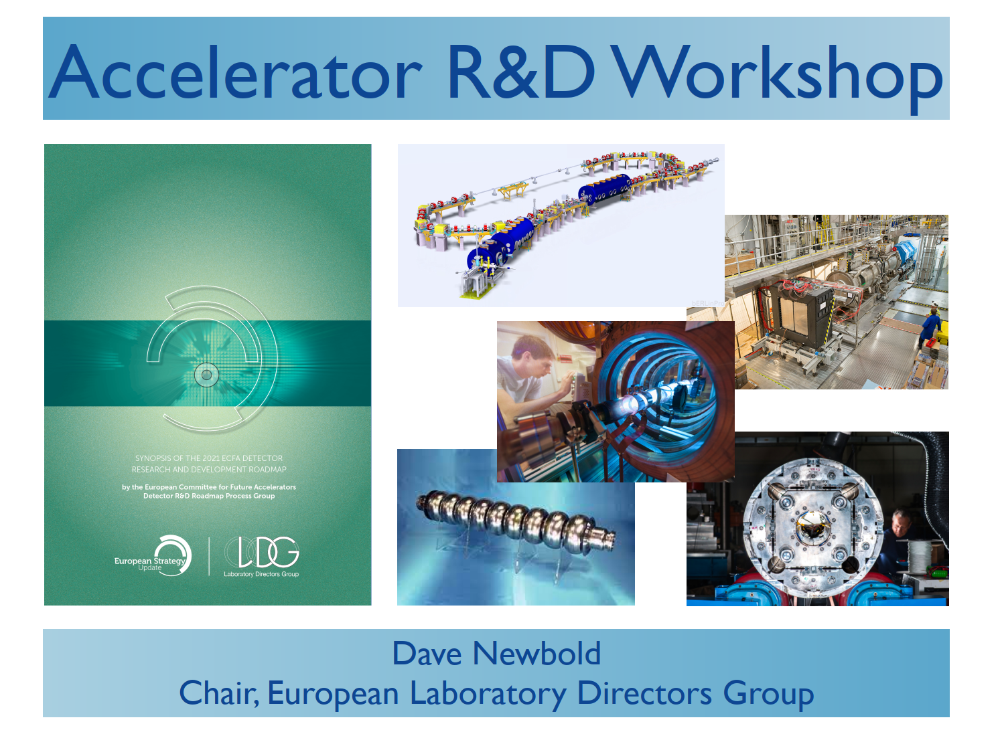 Accelerator R&D Workshop
bERLinPro
SYNOPSIS OF THE 2021 ECFA DETECTOR
RESEARCH AND DEVELOPMENT ROADMAP
by the European Committee for Future Accelerators
Detector R&D Roadmap Process Group
European Strategy
Update
LDG
Laboratory Directors Group
Dave Newbold
Chair, European Laboratory Directors Group